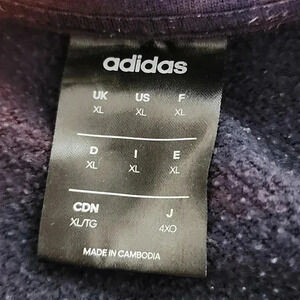 adidas
UK US F
XL XL XL
D I E
XL XL XL
CDN J
XL/TG 4XO
MADE IN CAMBODIA